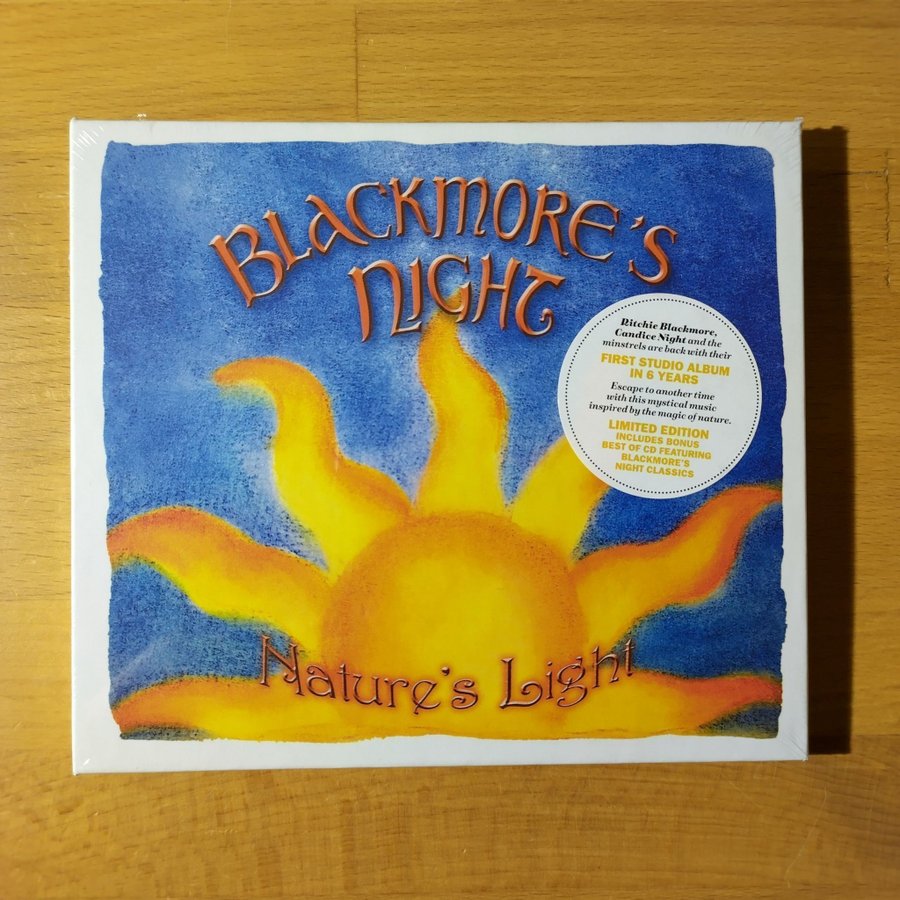 BLACKMORE'S
NIGHT
Ritchie Blackmore,
Candice Night and the
minstrels are back with their
FIRST STUDIO ALBUM
IN 6 YEARS
Escape to another time
with this mystical music
inspired by the magic of nature.
LIMITED EDITION
INCLUDES BONUS
BEST OF CD FEATURING
BLACKMORE'S
NIGHT CLASSICS
Nature's Light